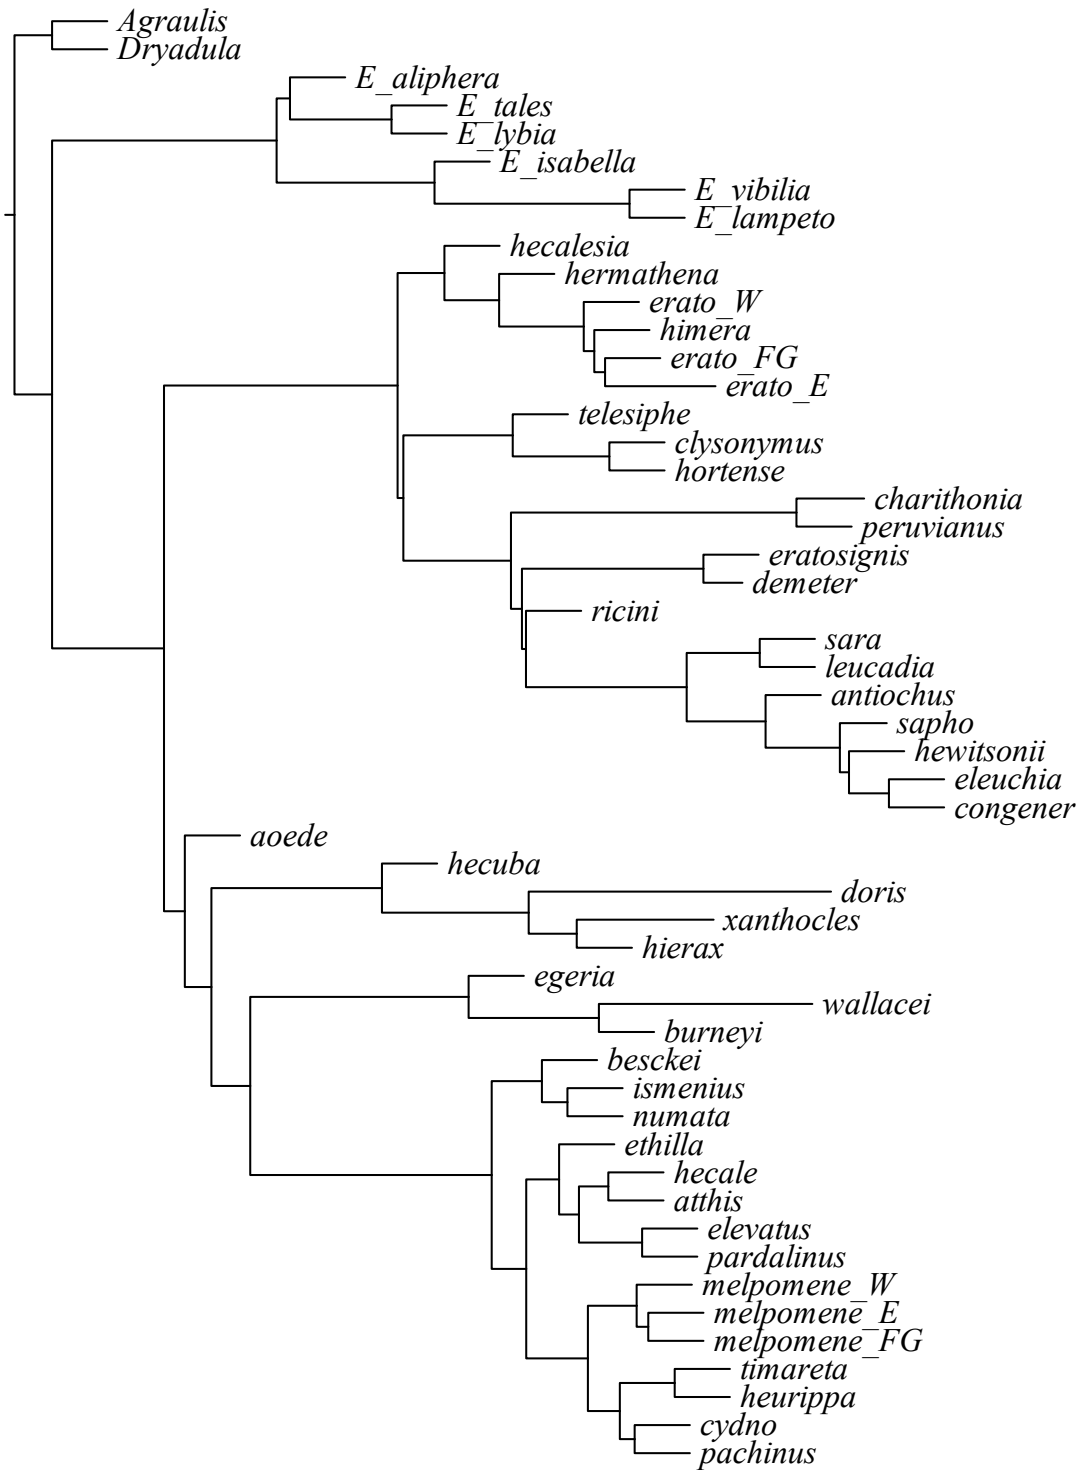 Agraulis
Dryadula
E_aliphera
E_tales
E_lybia
E_isabella
E_vibilia
E_lampeto
hecalesia
hermathena
erato_W
himera
erato_FG
erato_E
telesiphe
clysonymus
hortense
charithonia
peruvianus
eratosignis
demeter
ricini
sara
leucadia
antiochus
sapho
hewitsonii
eleuchia
congener
aoede
hecuba
doris
xanthocles
hierax
egeria
wallacei
burneyi
besckei
ismenius
numata
ethilla
hecale
atthis
elevatus
pardalinus
melpomene_W
melpomene_E
melpomene_FG
timareta
heurippa
cydno
pachinus